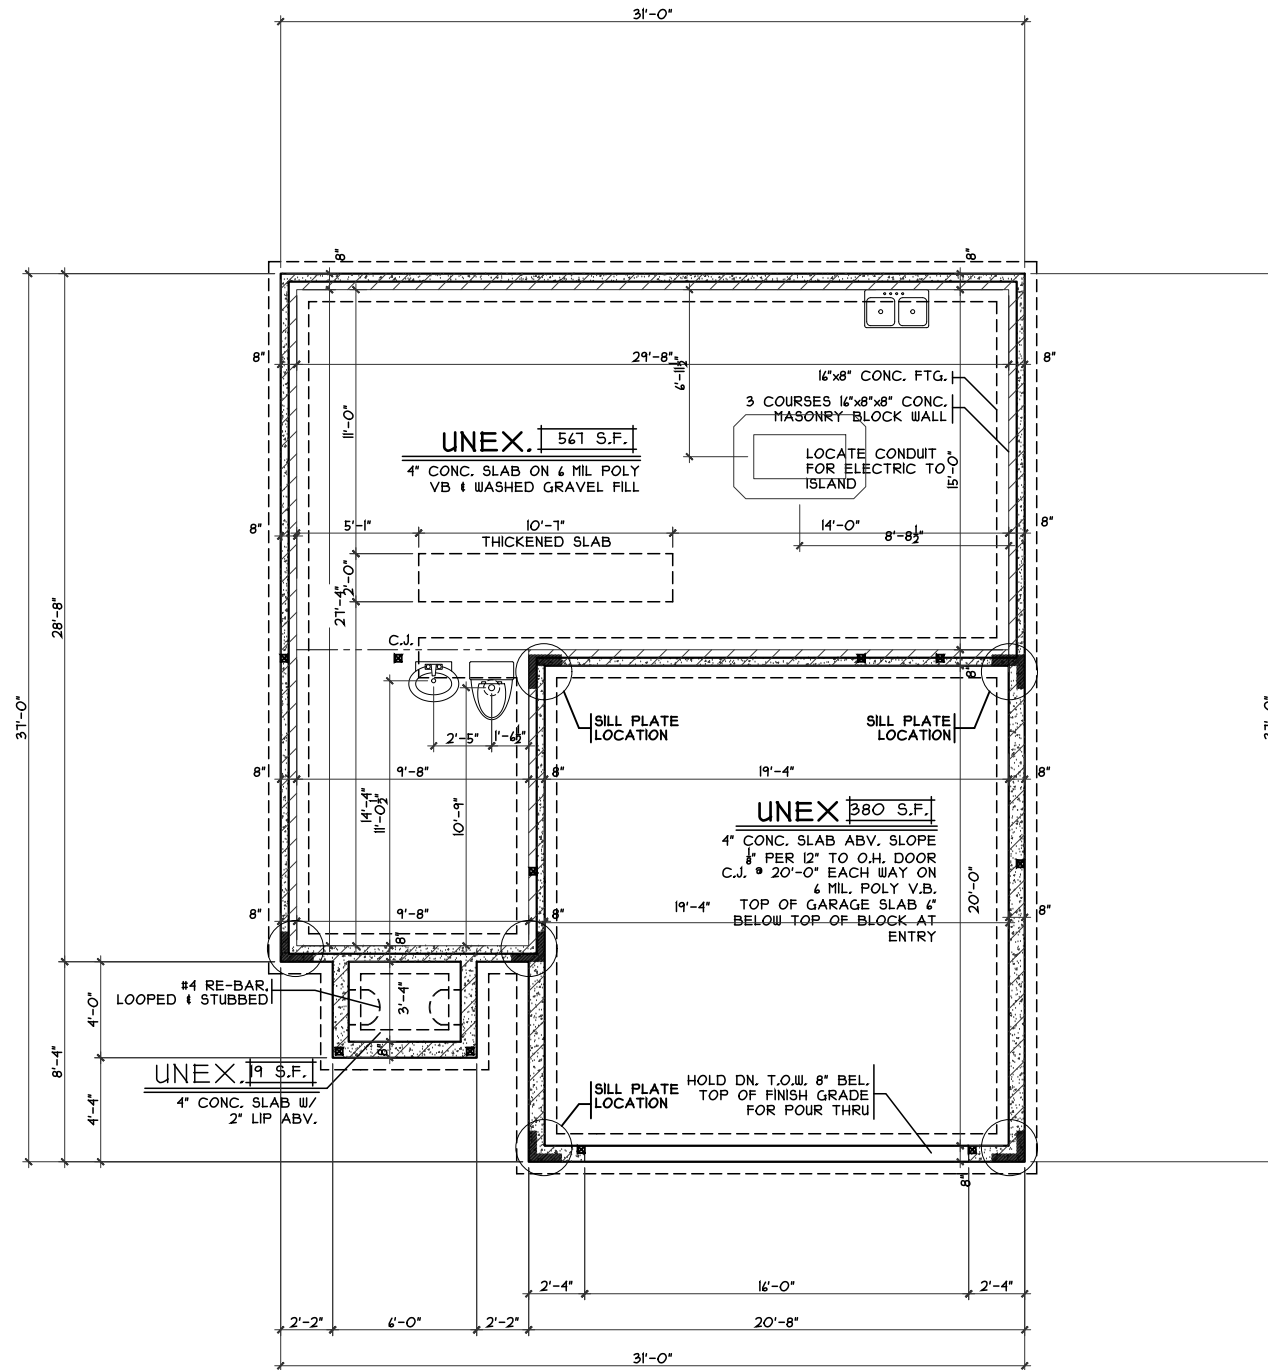 31'-0"
8"
8"
8"
29'-8"
8"
6'-11½"
16"x8" CONC. FTG.
3 COURSES 16"x8"x8" CONC.
MASONRY BLOCK WALL
11'-0"
UNEX. 567 S.F.
4" CONC. SLAB ON 6 MIL POLY
VB & WASHED GRAVEL FILL
LOCATE CONDUIT
FOR ELECTRIC TO
ISLAND
15'-0"
8"
5'-1"
10'-7"
14'-0"
8"
THICKENED SLAB
8'-8½"
2'-0"
27'-4"
28'-8"
C.J.
8"
37'-0"
37'-0"
SILL PLATE
LOCATION
SILL PLATE
LOCATION
2'-5"
1'-6½"
8"
9'-8"
8"
19'-4"
8"
14'-4"
11'-0½"
10'-9"
UNEX 380 S.F.
4" CONC. SLAB ABV. SLOPE
⅛" PER 12" TO O.H. DOOR
C.J. @ 20'-0" EACH WAY ON
6 MIL. POLY V.B.
TOP OF GARAGE SLAB 6"
BELOW TOP OF BLOCK AT
ENTRY
20'-0"
8"
9'-8"
8"
19'-4"
8"
8"
#4 RE-BAR.
LOOPED & STUBBED
3'-4"
4'-0"
8"
8'-4"
UNEX. 19 S.F.
4" CONC. SLAB W/
2" LIP ABV.
4'-4"
SILL PLATE
LOCATION
HOLD DN. T.O.W. 8" BEL.
TOP OF FINISH GRADE
FOR POUR THRU
8"
2'-4"
16'-0"
2'-4"
2'-2"
6'-0"
2'-2"
20'-8"
31'-0"